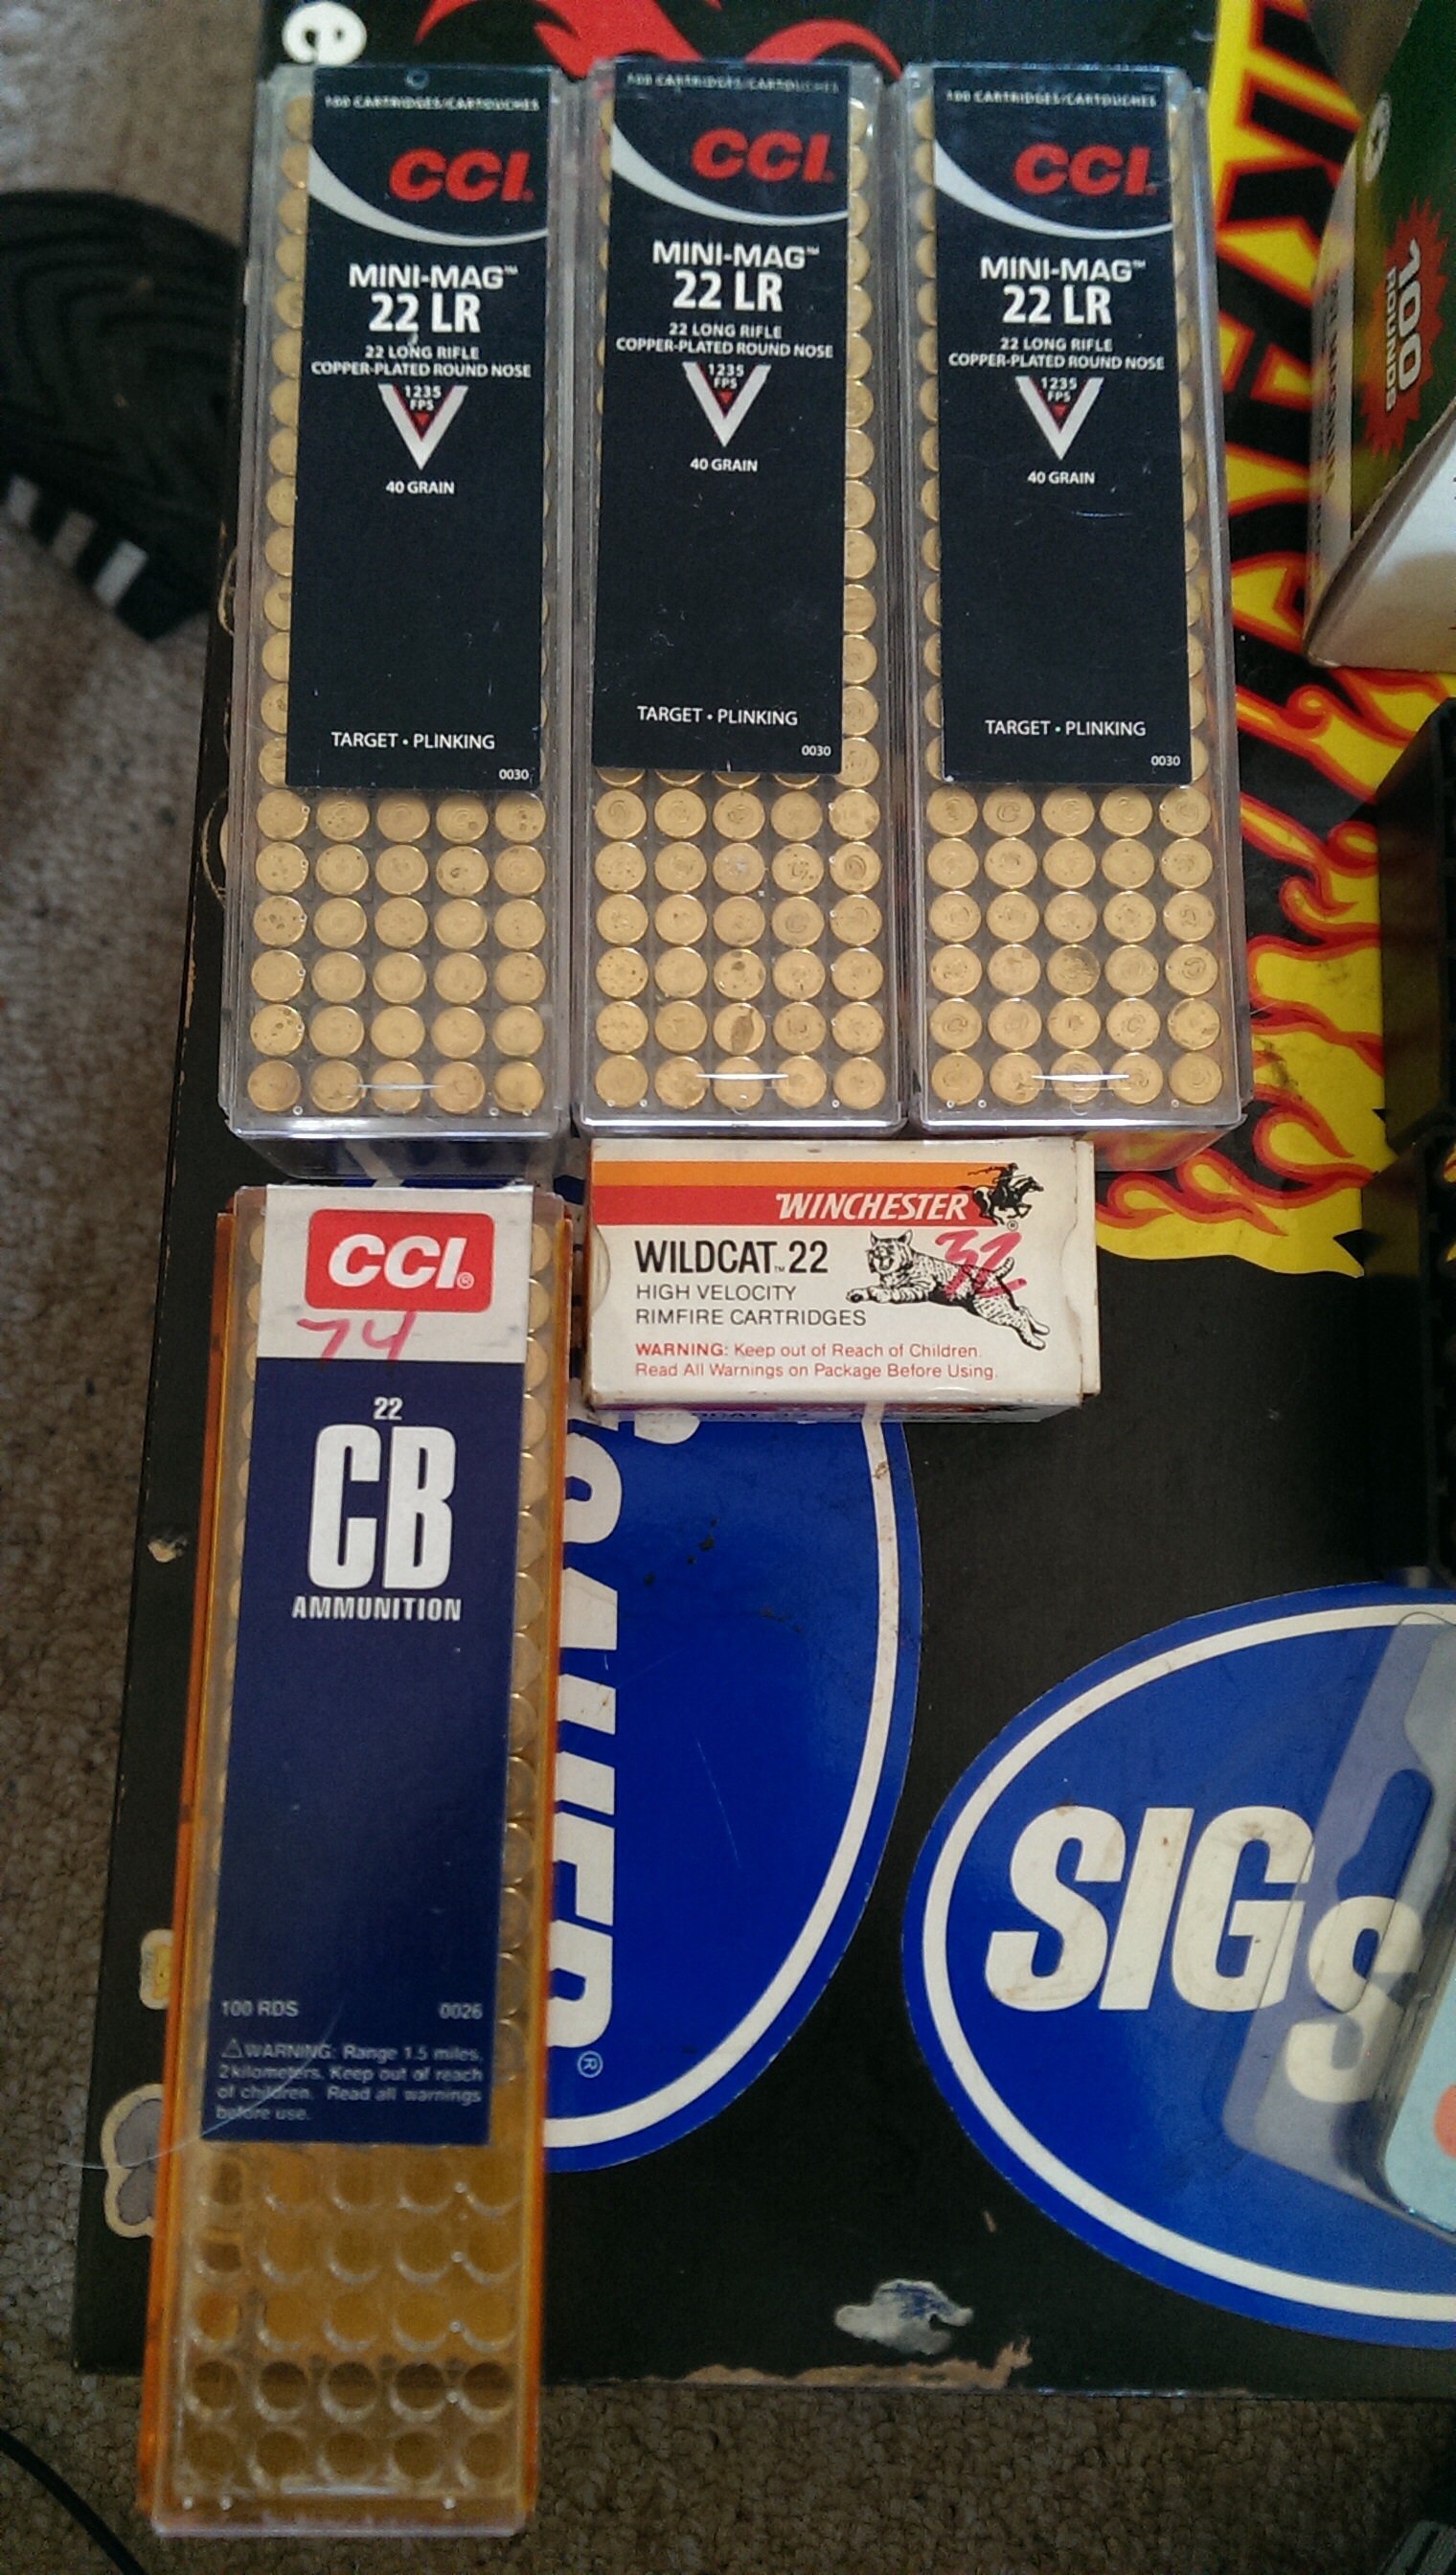 e
100 CARTRIDGES/CARTOUCHES
CCI®
MINI-MAG™
22 LR
22 LONG RIFLE
COPPER-PLATED ROUND NOSE
1235
FPS
40 GRAIN
TARGET • PLINKING
0030
100 CARTRIDGES/CARTOUCHES
CCI®
MINI-MAG™
22 LR
22 LONG RIFLE
COPPER-PLATED ROUND NOSE
1235
FPS
40 GRAIN
TARGET • PLINKING
0030
100 CARTRIDGES/CARTOUCHES
CCI®
MINI-MAG™
22 LR
22 LONG RIFLE
COPPER-PLATED ROUND NOSE
1235
FPS
40 GRAIN
TARGET • PLINKING
0030
100
ROUNDS
WINCHESTER®
WILDCAT™ 22
32
HIGH VELOCITY
RIMFIRE CARTRIDGES
WARNING: Keep out of Reach of Children.
Read All Warnings on Package Before Using.
CCI®
74
22
CB
AMMUNITION
100 RDS 0026
⚠WARNING: Range 1.5 miles,
2 kilometers. Keep out of reach
of children. Read all warnings
before use.
SAUER®
SIG